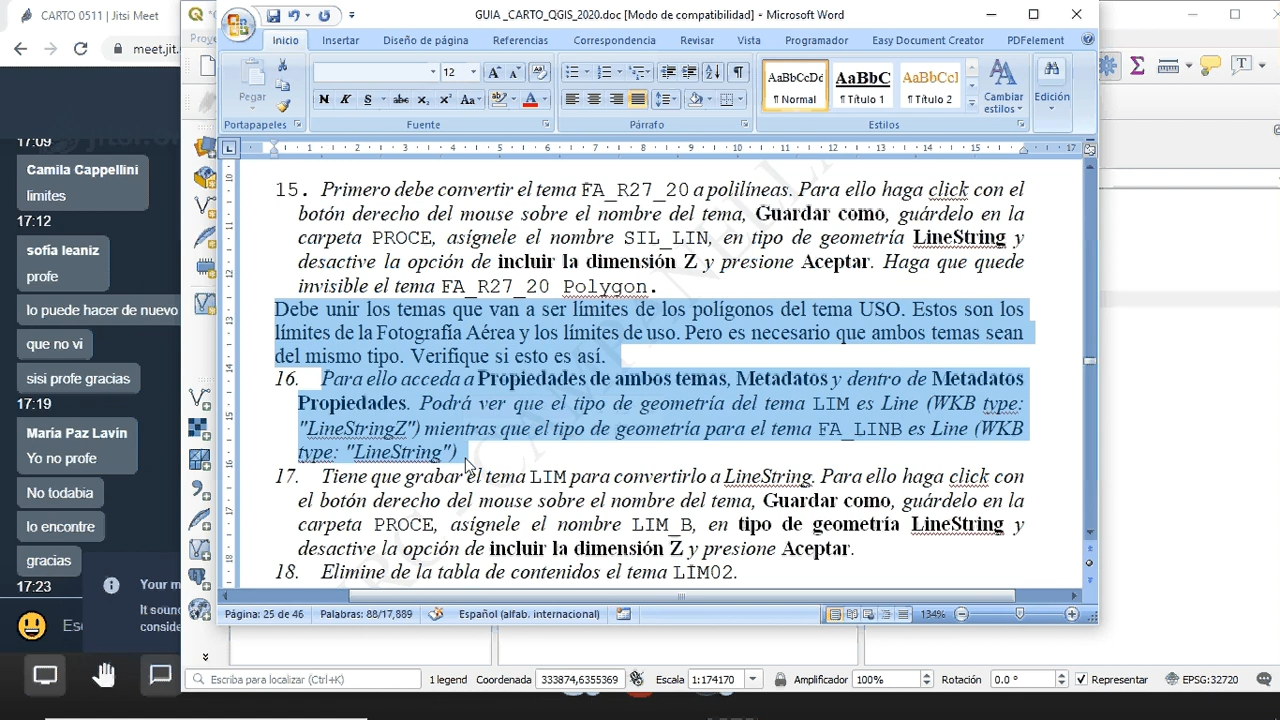 CARTO 0511 | Jitsi Meet
GUIA _CARTO_QGIS_2020.doc [Modo de compatibilidad] - Microsoft Word
meet.jit.
Inicio Insertar Diseño de página Referencias Correspondencia Revisar Vista Programador Easy Document Creator PDFelement
Pegar
12
AaBbCcDc AaBbC AaBbCcI
¶ Normal ¶ Título 1 ¶ Título 2
Cambiar
estilos
Edición
Portapapeles Fuente Párrafo Estilos
17:09
Camila Cappellini
limites
17:12
sofía leaniz
profe
lo puede hacer de nuevo
que no vi
sisi profe gracias
17:19
María Paz Lavín
Yo no profe
No todabia
lo encontre
gracias
17:23
Your m
It soun
conside
15. Primero debe convertir el tema FA_R27_20 a polilíneas. Para ello haga click con el
botón derecho del mouse sobre el nombre del tema, Guardar como, guárdelo en la
carpeta PROCE, asígnele el nombre SIL_LIN, en tipo de geometría LineString y
desactive la opción de incluir la dimensión Z y presione Aceptar. Haga que quede
invisible el tema FA_R27_20 Polygon.
Debe unir los temas que van a ser límites de los polígonos del tema USO. Estos son los
límites de la Fotografía Aérea y los límites de uso. Pero es necesario que ambos temas sean
del mismo tipo. Verifique si esto es así.
16. Para ello acceda a Propiedades de ambos temas, Metadatos y dentro de Metadatos
Propiedades. Podrá ver que el tipo de geometría del tema LIM es Line (WKB type:
"LineStringZ") mientras que el tipo de geometría para el tema FA_LINB es Line (WKB
type: "LineString")
17. Tiene que grabar el tema LIM para convertirlo a LineString. Para ello haga click con
el botón derecho del mouse sobre el nombre del tema, Guardar como, guárdelo en la
carpeta PROCE, asígnele el nombre LIM_B, en tipo de geometría LineString y
desactive la opción de incluir la dimensión Z y presione Aceptar.
18. Elimine de la tabla de contenidos el tema LIM02.
Página: 25 de 46 Palabras: 88/17,889 Español (alfab. internacional) 134%
Escriba para localizar (Ctrl+K) 1 legend Coordenada 333874,6355369 Escala 1:174170 Amplificador 100% Rotación 0.0 ° Representar EPSG:32720